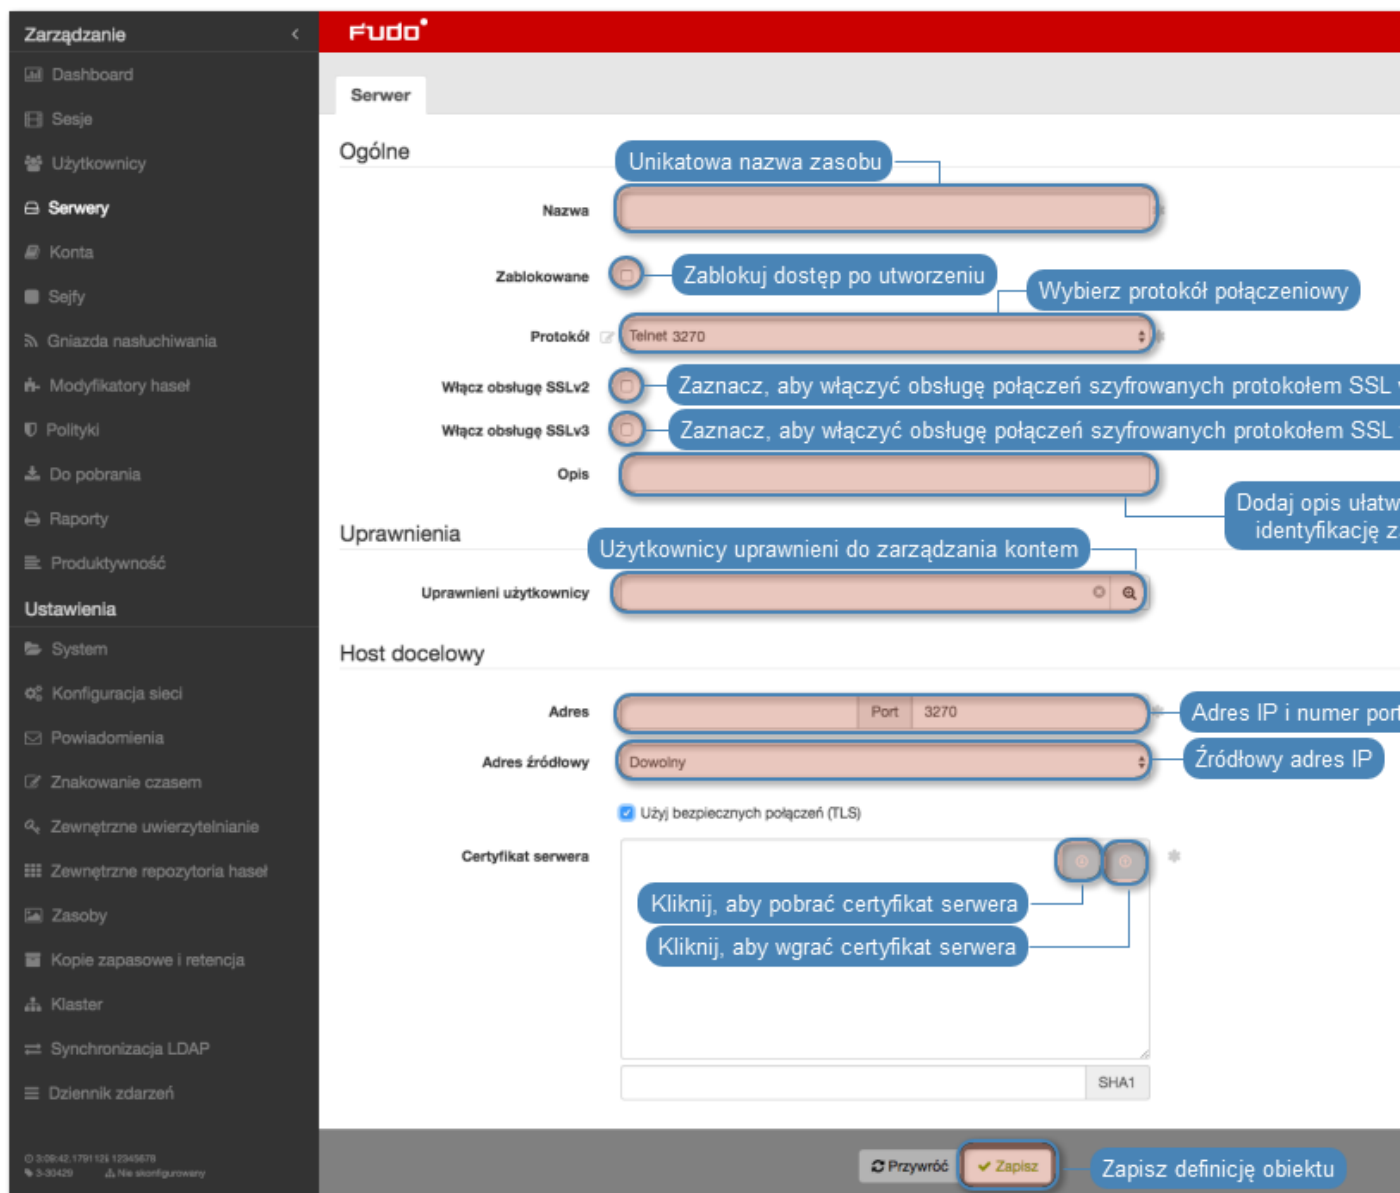 Zarządzanie
Dashboard
Sesje
Użytkownicy
Serwery
Konta
Sejfy
Gniazda nasłuchiwania
Modyfikatory haseł
Polityki
Do pobrania
Raporty
Produktywność
Ustawienia
System
Konfiguracja sieci
Powiadomienia
Znakowanie czasem
Zewnętrzne uwierzytelnianie
Zewnętrzne repozytoria haseł
Zasoby
Kopie zapasowe i retencja
Klaster
Synchronizacja LDAP
Dziennik zdarzeń
12345678
3-30429 Nie skonfigurowany
FUDO
Serwer
Ogólne
Unikatowa nazwa zasobu
Nazwa
Zablokowane
Zablokuj dostęp po utworzeniu
Wybierz protokół połączeniowy
Protokół Telnet 3270
Włącz obsługę SSLv2 Zaznacz, aby włączyć obsługę połączeń szyfrowanych protokołem SSL
Włącz obsługę SSLv3 Zaznacz, aby włączyć obsługę połączeń szyfrowanych protokołem SSL
Opis
Dodaj opis ułatw
identyfikację z
Uprawnienia
Użytkownicy uprawnieni do zarządzania kontem
Uprawnieni użytkownicy
Host docelowy
Adres Port 3270 Adres IP i numer port
Adres źródłowy Dowolny Źródłowy adres IP
Użyj bezpiecznych połączeń (TLS)
Certyfikat serwera
Kliknij, aby pobrać certyfikat serwera
Kliknij, aby wgrać certyfikat serwera
SHA1
Przywróć Zapisz Zapisz definicję obiektu